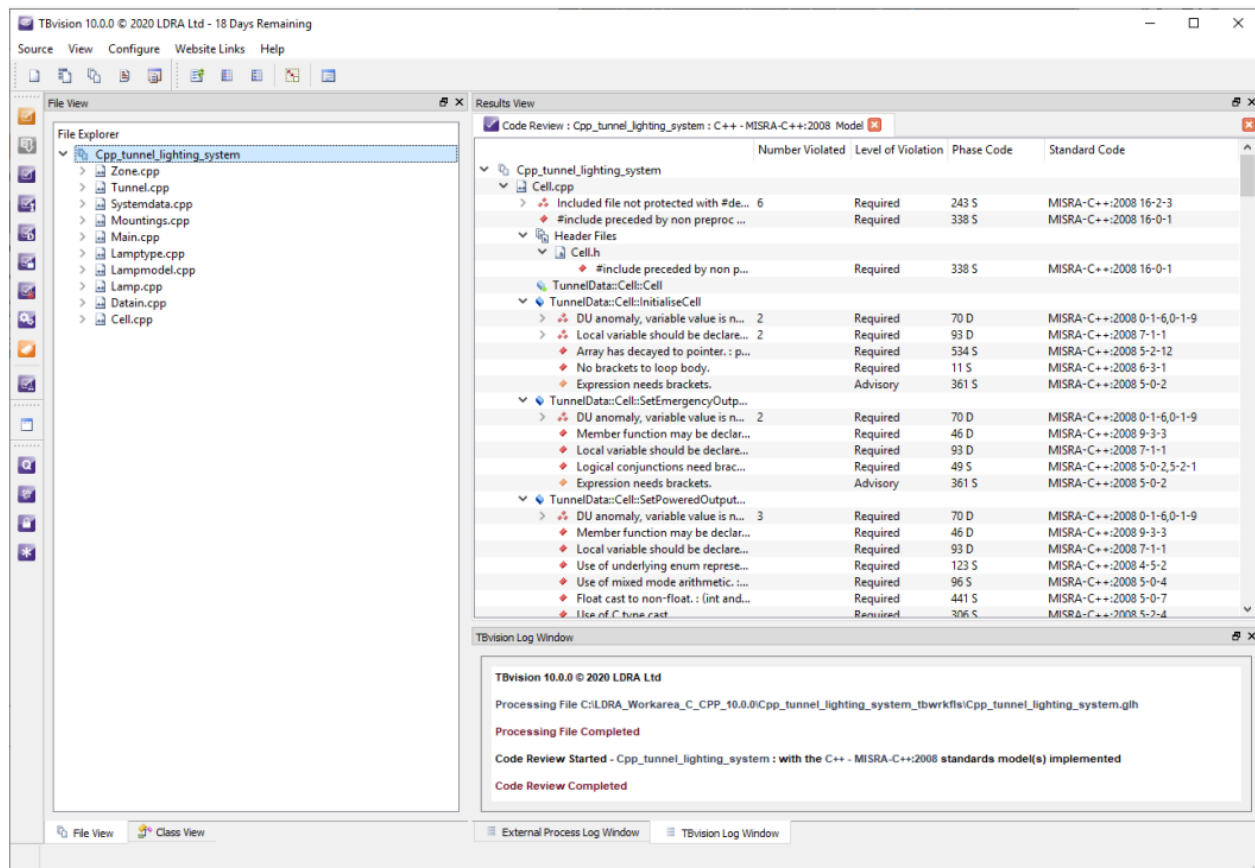 TBvision 10.0.0 © 2020 LDRA Ltd - 18 Days Remaining
Source View Configure Website Links Help
File View
File Explorer
Cpp_tunnel_lighting_system
Zone.cpp
Tunnel.cpp
Systemdata.cpp
Mountings.cpp
Main.cpp
Lamptype.cpp
Lampmodel.cpp
Lamp.cpp
Datain.cpp
Cell.cpp
File View Class View
Results View
Code Review : Cpp_tunnel_lighting_system : C++ - MISRA-C++:2008 Model
Number Violated Level of Violation Phase Code Standard Code
Cpp_tunnel_lighting_system
Cell.cpp
Included file not protected with #de... 6 Required 243 S MISRA-C++:2008 16-2-3
#include preceded by non preproc ... Required 338 S MISRA-C++:2008 16-0-1
Header Files
Cell.h
#include preceded by non p... Required 338 S MISRA-C++:2008 16-0-1
TunnelData::Cell::Cell
TunnelData::Cell::InitialiseCell
DU anomaly, variable value is n... 2 Required 70 D MISRA-C++:2008 0-1-6,0-1-9
Local variable should be declare... 2 Required 93 D MISRA-C++:2008 7-1-1
Array has decayed to pointer. : p... Required 534 S MISRA-C++:2008 5-2-12
No brackets to loop body. Required 11 S MISRA-C++:2008 6-3-1
Expression needs brackets. Advisory 361 S MISRA-C++:2008 5-0-2
TunnelData::Cell::SetEmergencyOutp...
DU anomaly, variable value is n... 2 Required 70 D MISRA-C++:2008 0-1-6,0-1-9
Member function may be declar... Required 46 D MISRA-C++:2008 9-3-3
Local variable should be declare... Required 93 D MISRA-C++:2008 7-1-1
Logical conjunctions need brac... Required 49 S MISRA-C++:2008 5-0-2,5-2-1
Expression needs brackets. Advisory 361 S MISRA-C++:2008 5-0-2
TunnelData::Cell::SetPoweredOutput...
DU anomaly, variable value is n... 3 Required 70 D MISRA-C++:2008 0-1-6,0-1-9
Member function may be declar... Required 46 D MISRA-C++:2008 9-3-3
Local variable should be declare... Required 93 D MISRA-C++:2008 7-1-1
Use of underlying enum represe... Required 123 S MISRA-C++:2008 4-5-2
Use of mixed mode arithmetic. :... Required 96 S MISRA-C++:2008 5-0-4
Float cast to non-float. : (int and... Required 441 S MISRA-C++:2008 5-0-7
Use of C type cast Required 306 S MISRA-C++:2008 5-2-4
TBvision Log Window
TBvision 10.0.0 © 2020 LDRA Ltd
Processing File C:\LDRA_Workarea_C_CPP_10.0.0\Cpp_tunnel_lighting_system_tbwrkfls\Cpp_tunnel_lighting_system.glh
Processing File Completed
Code Review Started - Cpp_tunnel_lighting_system : with the C++ - MISRA-C++:2008 standards model(s) implemented
Code Review Completed
External Process Log Window TBvision Log Window